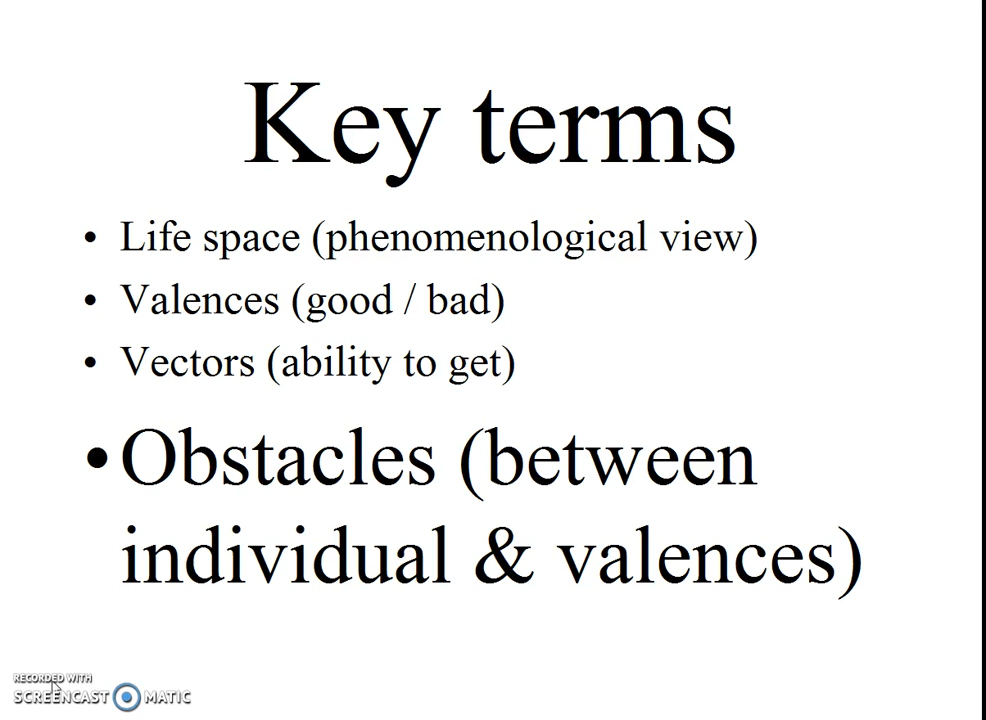 Key terms
• Life space (phenomenological view)
• Valences (good / bad)
• Vectors (ability to get)
• Obstacles (between
individual & valences)
RECORDED WITH
SCREENCAST MATIC